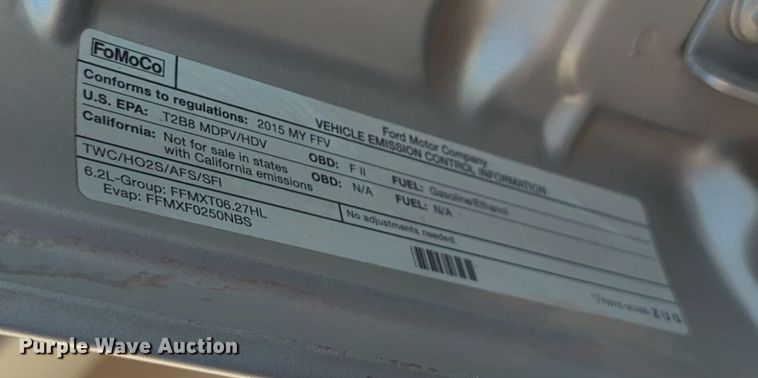 FoMoCo
Ford Motor Company
VEHICLE EMISSION CONTROL INFORMATION
Conforms to regulations: 2015 MY FFV
U.S. EPA: T2B8 MDPV/HDV OBD: F II FUEL: Gasoline/Ethanol
California: Not for sale in states with California emissions OBD: N/A FUEL: N/A
TWC/HO2S/AFS/SFI
No adjustments needed.
6.2L-Group: FFMXT06.27HL
Evap: FFMXF0250NBS
ZUG
Purple Wave Auction